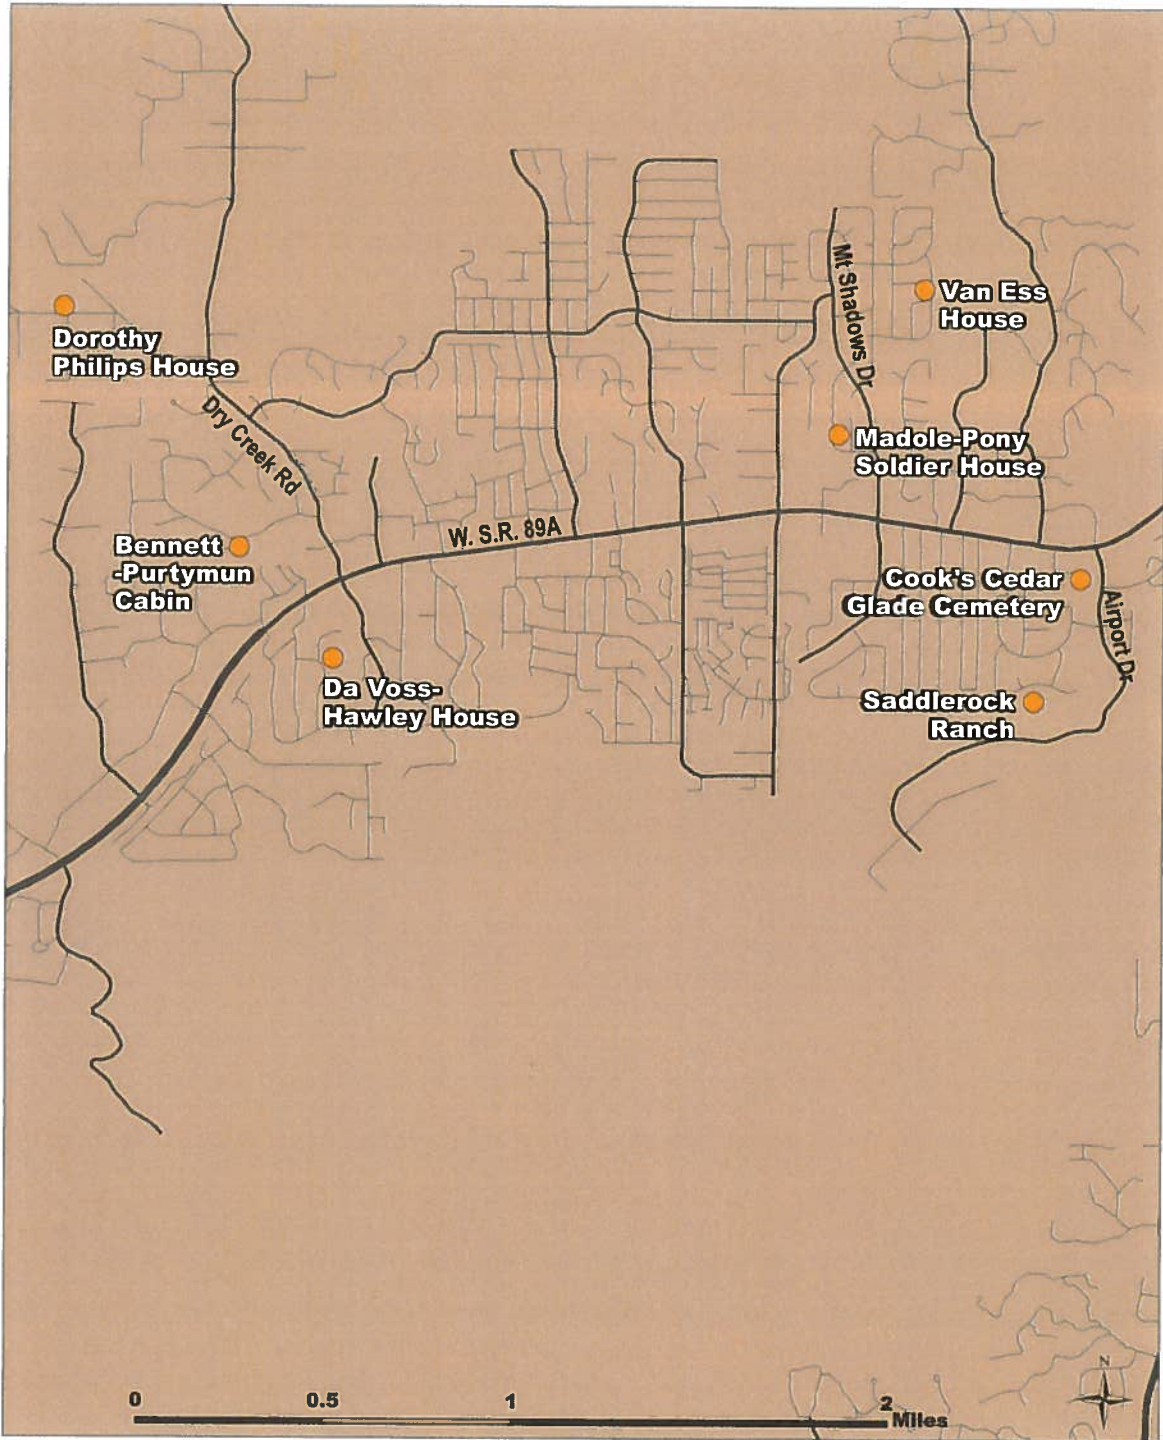 Mt Shadows Dr
Van Ess
House
Dorothy
Philips House
Dry Creek Rd
Madole-Pony
Soldier House
W. S.R. 89A
Bennett
-Purtymun
Cabin
Cook's Cedar
Glade Cemetery
Airport Dr
Da Voss-
Hawley House
Saddlerock
Ranch
N
0 0.5 1 2
Miles